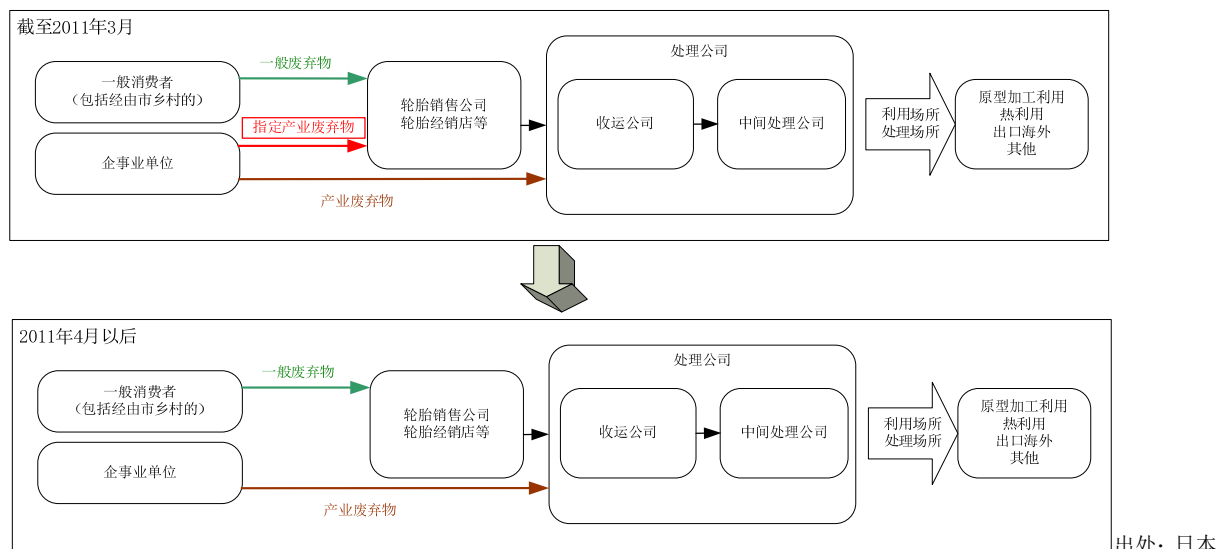 截至2011年3月
一般消费者
（包括经由市乡村的）
企事业单位
一般废弃物
指定产业废弃物
产业废弃物
轮胎销售公司
轮胎经销店等
处理公司
收运公司
中间处理公司
利用场所
处理场所
原型加工利用
热利用
出口海外
其他
2011年4月以后
一般消费者
（包括经由市乡村的）
企事业单位
一般废弃物
产业废弃物
轮胎销售公司
轮胎经销店等
处理公司
收运公司
中间处理公司
利用场所
处理场所
原型加工利用
热利用
出口海外
其他
出处：日本